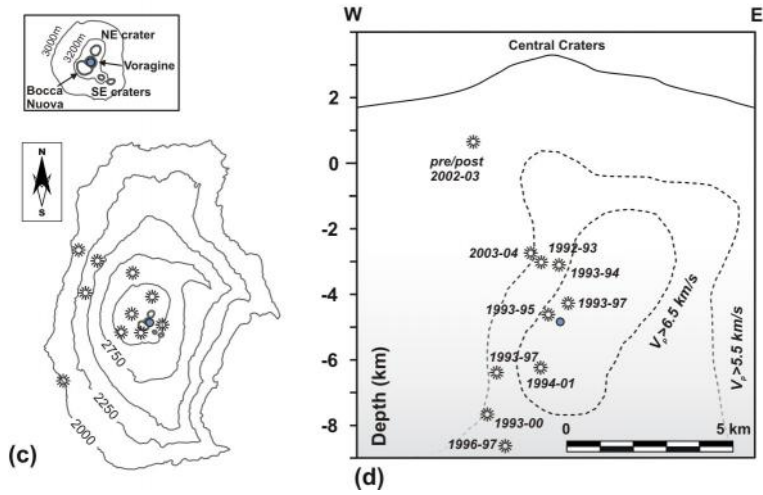 NE crater
3000m
3200m
Voragine
Bocca
Nuova
SE craters
N
S
2750
2250
2000
(c)
W
E
Central Craters
2
0
-2
-4
-6
-8
Depth (km)
pre/post
2002-03
2003-04
1992-93
1993-94
1993-95
1993-97
1993-97
1994-01
1993-00
1996-97
Vp>6.5 km/s
Vp>5.5 km/s
0
5 km
(d)